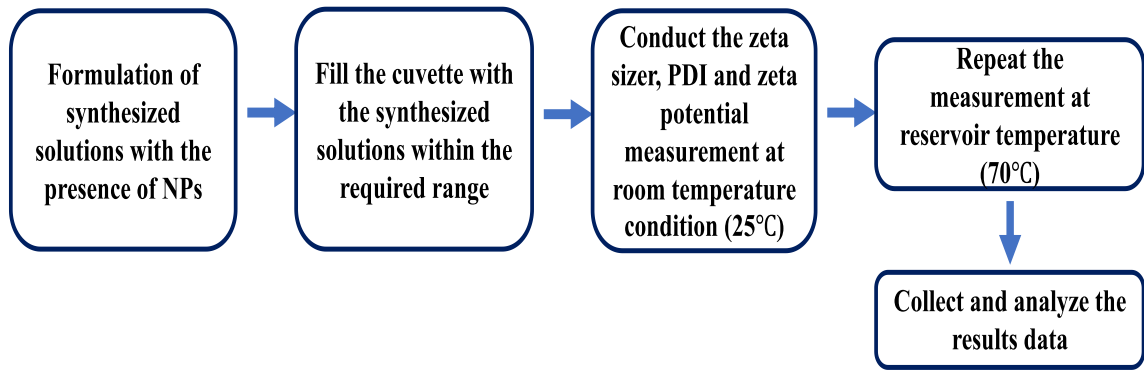 Formulation of
synthesized
solutions with the
presence of NPs
Fill the cuvette with
the synthesized
solutions within the
required range
Conduct the zeta
sizer, PDI and zeta
potential
measurement at
room temperature
condition (25℃)
Repeat the
measurement at
reservoir temperature
(70℃)
Collect and analyze the
results data